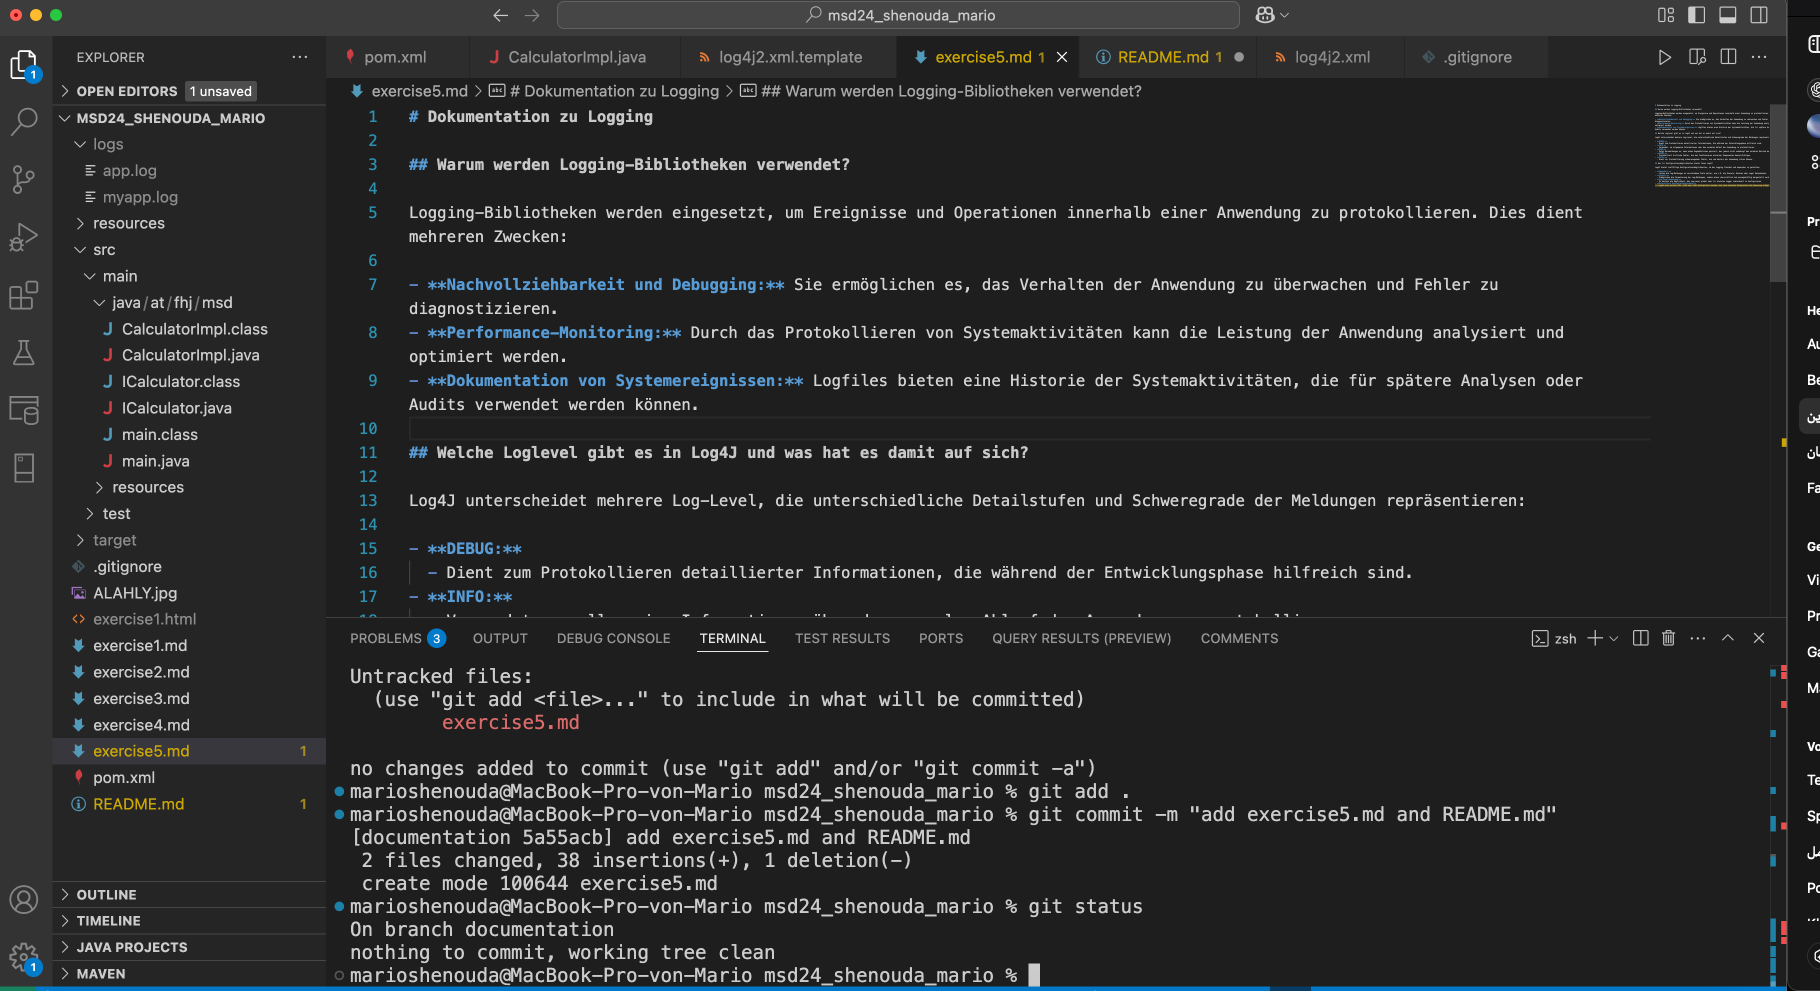 msd24_shenouda_mario
EXPLORER
OPEN EDITORS 1 unsaved
MSD24_SHENOUDA_MARIO
logs
app.log
myapp.log
resources
src
main
java/at/fhj/msd
CalculatorImpl.class
CalculatorImpl.java
ICalculator.class
ICalculator.java
main.class
main.java
resources
test
target
.gitignore
ALAHLY.jpg
exercise1.html
exercise1.md
exercise2.md
exercise3.md
exercise4.md
exercise5.md 1
pom.xml
README.md 1
OUTLINE
TIMELINE
JAVA PROJECTS
MAVEN
1
1
pom.xml CalculatorImpl.java log4j2.xml.template exercise5.md 1 README.md 1 log4j2.xml .gitignore
exercise5.md > # Dokumentation zu Logging > ## Warum werden Logging-Bibliotheken verwendet?
1 # Dokumentation zu Logging
2
3 ## Warum werden Logging-Bibliotheken verwendet?
4
5 Logging-Bibliotheken werden eingesetzt, um Ereignisse und Operationen innerhalb einer Anwendung zu protokollieren. Dies dient
mehreren Zwecken:
6
7 - **Nachvollziehbarkeit und Debugging:** Sie ermöglichen es, das Verhalten der Anwendung zu überwachen und Fehler zu
diagnostizieren.
8 - **Performance-Monitoring:** Durch das Protokollieren von Systemaktivitäten kann die Leistung der Anwendung analysiert und
optimiert werden.
9 - **Dokumentation von Systemereignissen:** Logfiles bieten eine Historie der Systemaktivitäten, die für spätere Analysen oder
Audits verwendet werden können.
10
11 ## Welche Loglevel gibt es in Log4J und was hat es damit auf sich?
12
13 Log4J unterscheidet mehrere Log-Level, die unterschiedliche Detailstufen und Schweregrade der Meldungen repräsentieren:
14
15 - **DEBUG:**
16 - Dient zum Protokollieren detaillierter Informationen, die während der Entwicklungsphase hilfreich sind.
17 - **INFO:**
PROBLEMS 3 OUTPUT DEBUG CONSOLE TERMINAL TEST RESULTS PORTS QUERY RESULTS (PREVIEW) COMMENTS zsh
Untracked files:
(use "git add <file>..." to include in what will be committed)
exercise5.md
no changes added to commit (use "git add" and/or "git commit -a")
marioshenouda@MacBook-Pro-von-Mario msd24_shenouda_mario % git add .
marioshenouda@MacBook-Pro-von-Mario msd24_shenouda_mario % git commit -m "add exercise5.md and README.md"
[documentation 5a55acb] add exercise5.md and README.md
2 files changed, 38 insertions(+), 1 deletion(-)
create mode 100644 exercise5.md
marioshenouda@MacBook-Pro-von-Mario msd24_shenouda_mario % git status
On branch documentation
nothing to commit, working tree clean
marioshenouda@MacBook-Pro-von-Mario msd24_shenouda_mario %